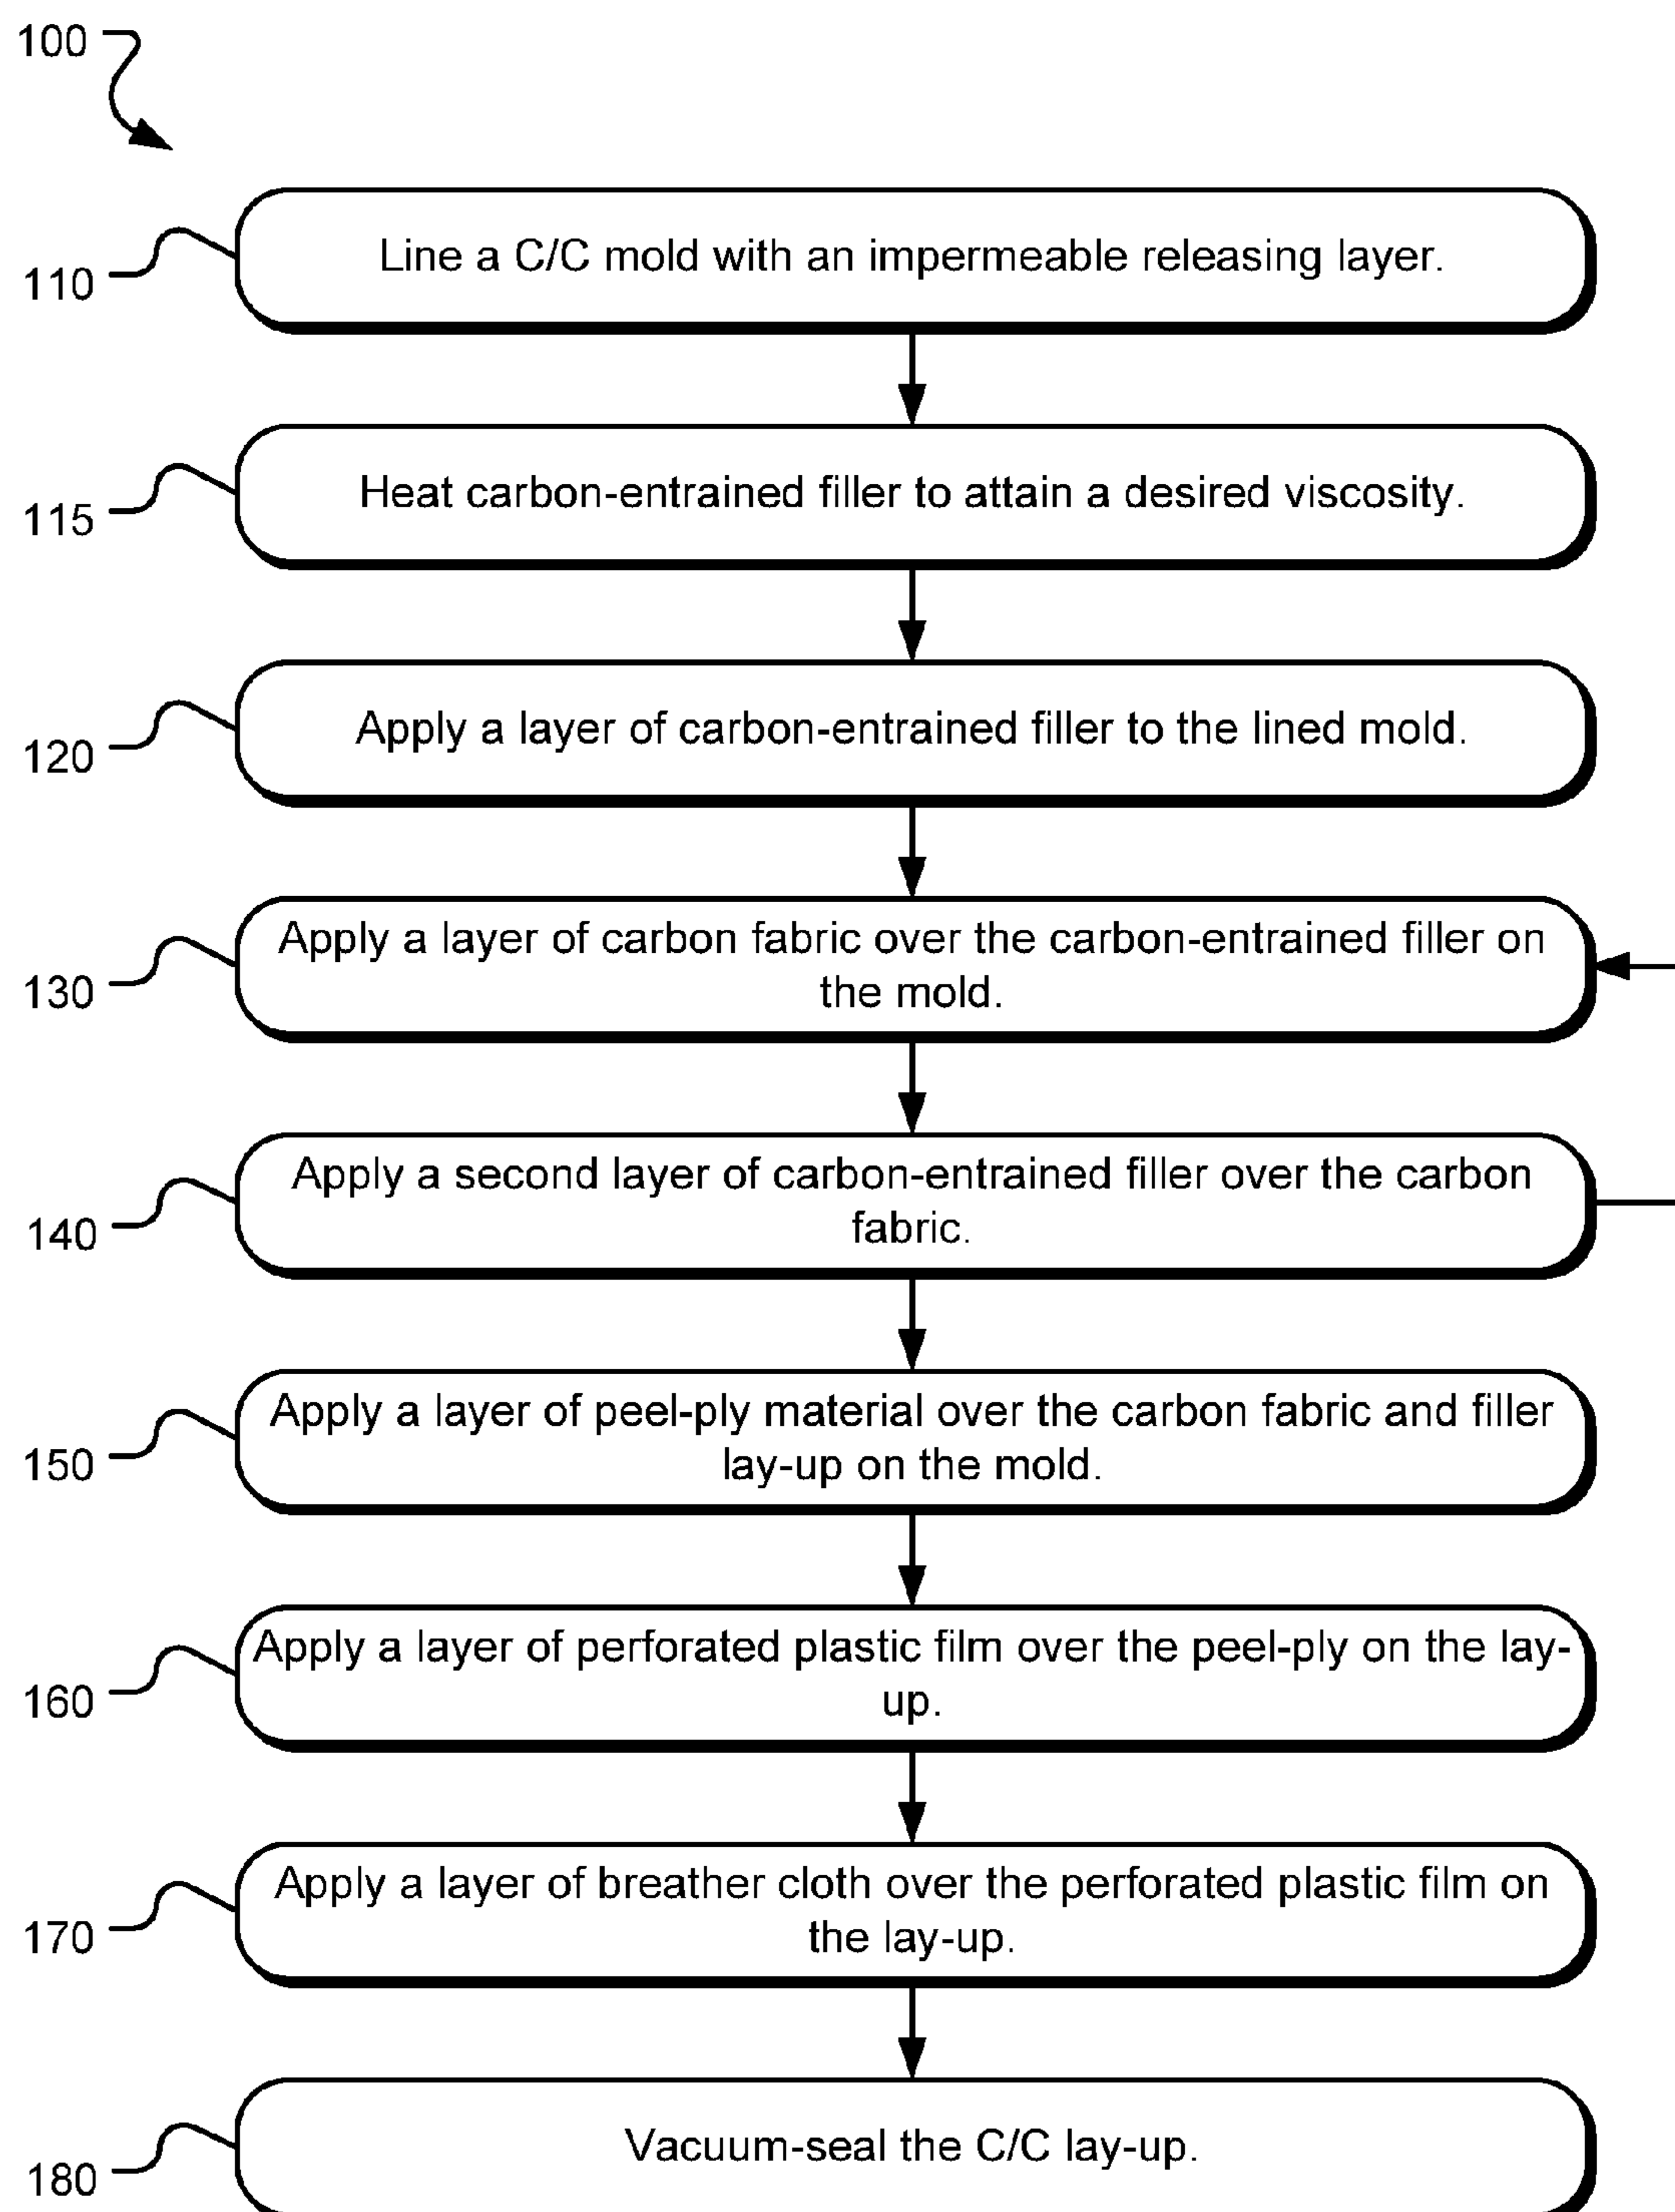 100
110
Line a C/C mold with an impermeable releasing layer.
115
Heat carbon-entrained filler to attain a desired viscosity.
120
Apply a layer of carbon-entrained filler to the lined mold.
130
Apply a layer of carbon fabric over the carbon-entrained filler on
the mold.
140
Apply a second layer of carbon-entrained filler over the carbon
fabric.
150
Apply a layer of peel-ply material over the carbon fabric and filler
lay-up on the mold.
160
Apply a layer of perforated plastic film over the peel-ply on the lay-
up.
170
Apply a layer of breather cloth over the perforated plastic film on
the lay-up.
180
Vacuum-seal the C/C lay-up.